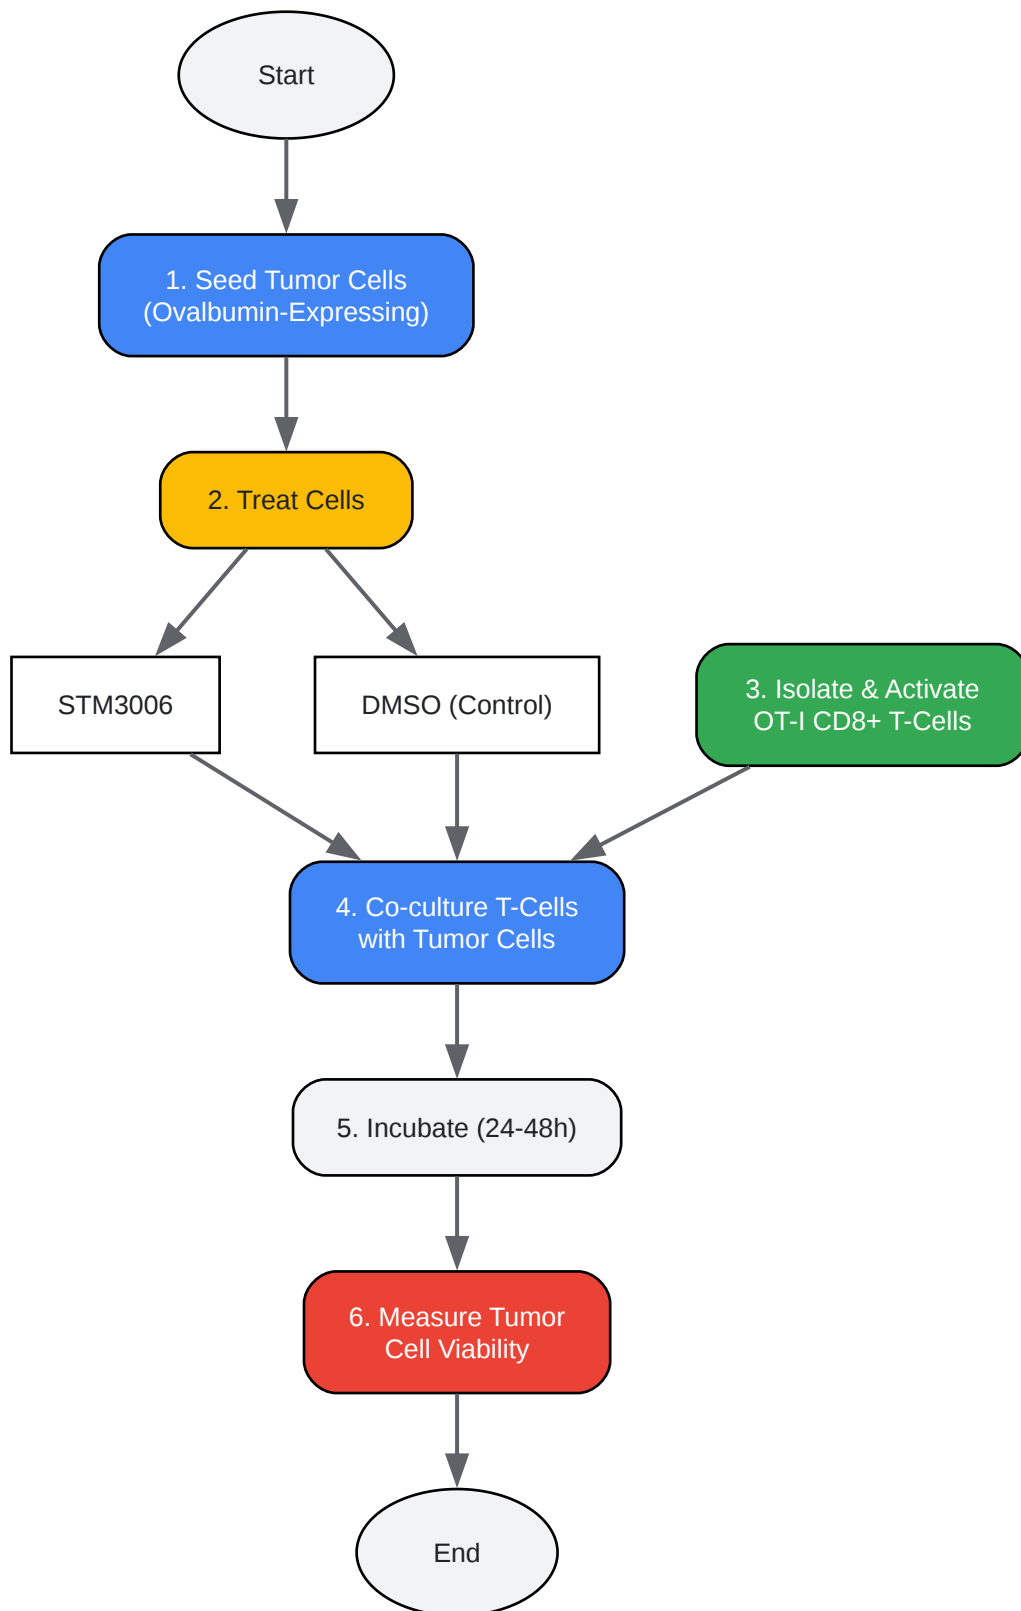 Start
1. Seed Tumor Cells
(Ovalbumin-Expressing)
2. Treat Cells
STM3006
DMSO (Control)
3. Isolate & Activate
OT-I CD8+ T-Cells
4. Co-culture T-Cells
with Tumor Cells
5. Incubate (24-48h)
6. Measure Tumor
Cell Viability
End